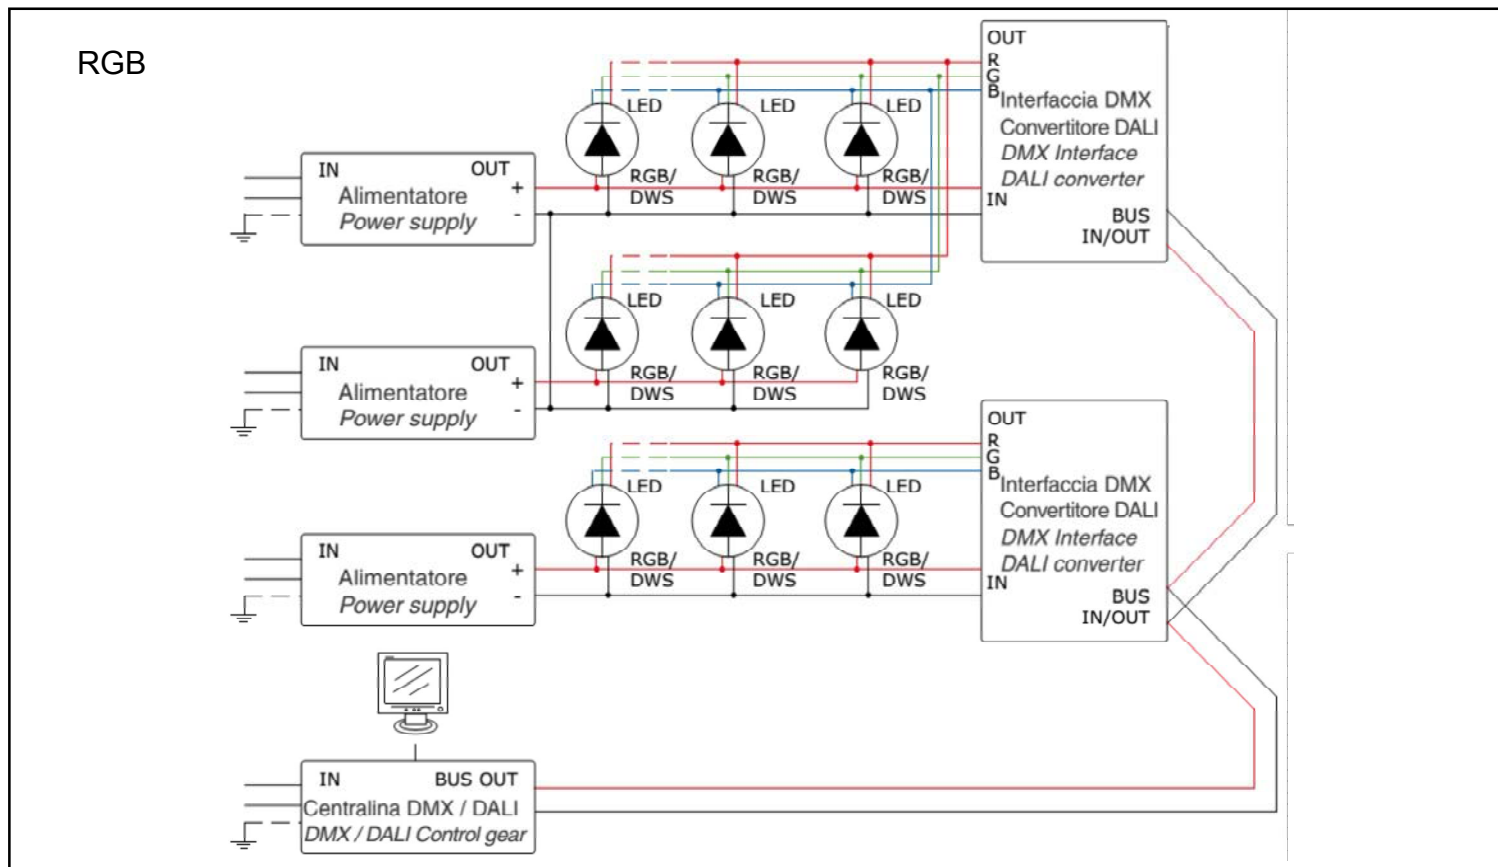 RGB
OUT
R
G
B
Interfaccia DMX
Convertitore DALI
DMX Interface
DALI converter
IN
BUS
IN/OUT
LED
LED
LED
RGB/
DWS
RGB/
DWS
RGB/
DWS
IN
OUT
+
-
Alimentatore
Power supply
LED
LED
LED
RGB/
DWS
RGB/
DWS
RGB/
DWS
IN
OUT
+
-
Alimentatore
Power supply
OUT
R
G
B
Interfaccia DMX
Convertitore DALI
DMX Interface
DALI converter
IN
BUS
IN/OUT
LED
LED
LED
RGB/
DWS
RGB/
DWS
RGB/
DWS
IN
OUT
+
-
Alimentatore
Power supply
IN
BUS OUT
Centralina DMX / DALI
DMX / DALI Control gear